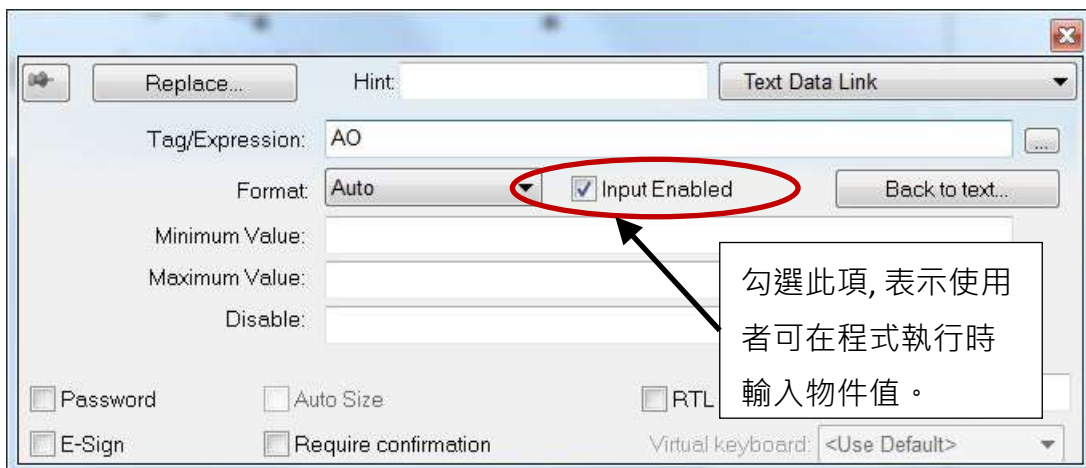 Replace...
Hint:
Text Data Link
Tag/Expression:
AO
...
Format:
Auto
Input Enabled
Back to text...
Minimum Value:
Maximum Value:
Disable:
勾選此項, 表示使用
者可在程式執行時
輸入物件值。
Password
Auto Size
RTL
E-Sign
Require confirmation
Virtual keyboard:
<Use Default>